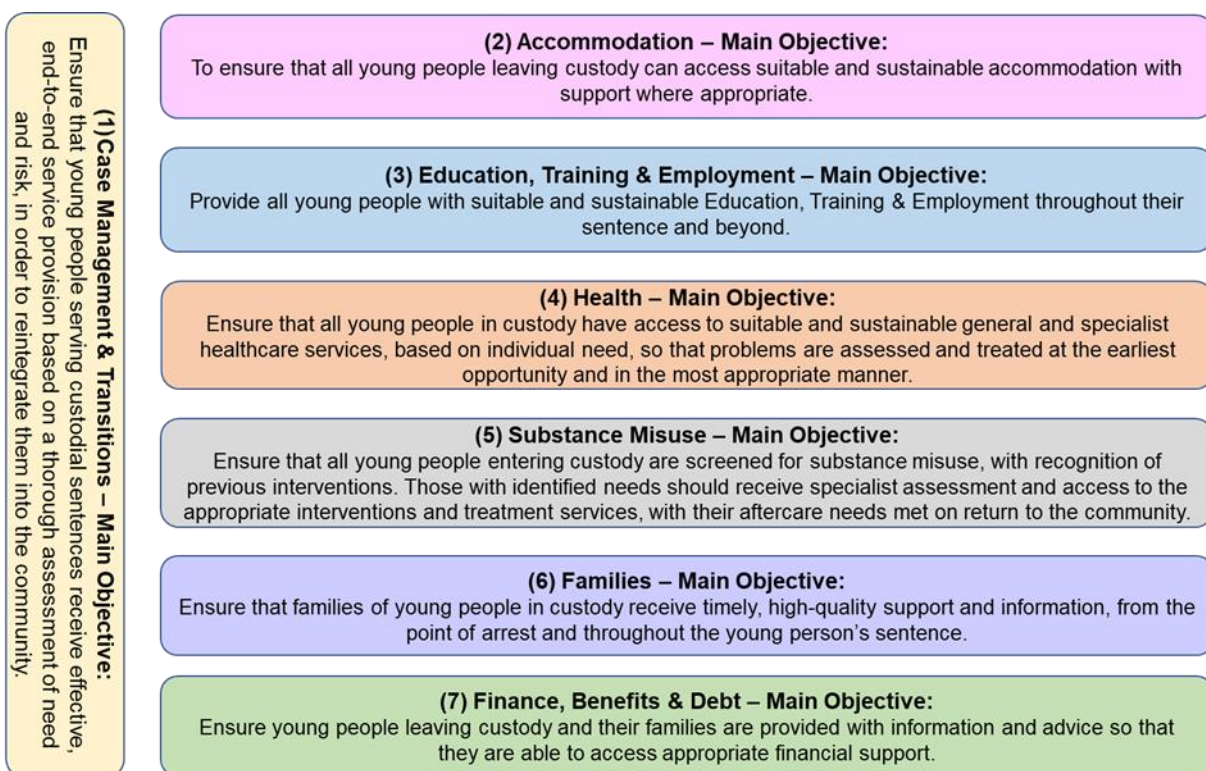 (1)Case Management & Transitions – Main Objective:
Ensure that young people serving custodial sentences receive effective,
end-to-end service provision based on a thorough assessment of need
and risk, in order to reintegrate them into the community.
(2) Accommodation – Main Objective:
To ensure that all young people leaving custody can access suitable and sustainable accommodation with
support where appropriate.
(3) Education, Training & Employment – Main Objective:
Provide all young people with suitable and sustainable Education, Training & Employment throughout their
sentence and beyond.
(4) Health – Main Objective:
Ensure that all young people in custody have access to suitable and sustainable general and specialist
healthcare services, based on individual need, so that problems are assessed and treated at the earliest
opportunity and in the most appropriate manner.
(5) Substance Misuse – Main Objective:
Ensure that all young people entering custody are screened for substance misuse, with recognition of
previous interventions. Those with identified needs should receive specialist assessment and access to the
appropriate interventions and treatment services, with their aftercare needs met on return to the community.
(6) Families – Main Objective:
Ensure that families of young people in custody receive timely, high-quality support and information, from the
point of arrest and throughout the young person’s sentence.
(7) Finance, Benefits & Debt – Main Objective:
Ensure young people leaving custody and their families are provided with information and advice so that
they are able to access appropriate financial support.